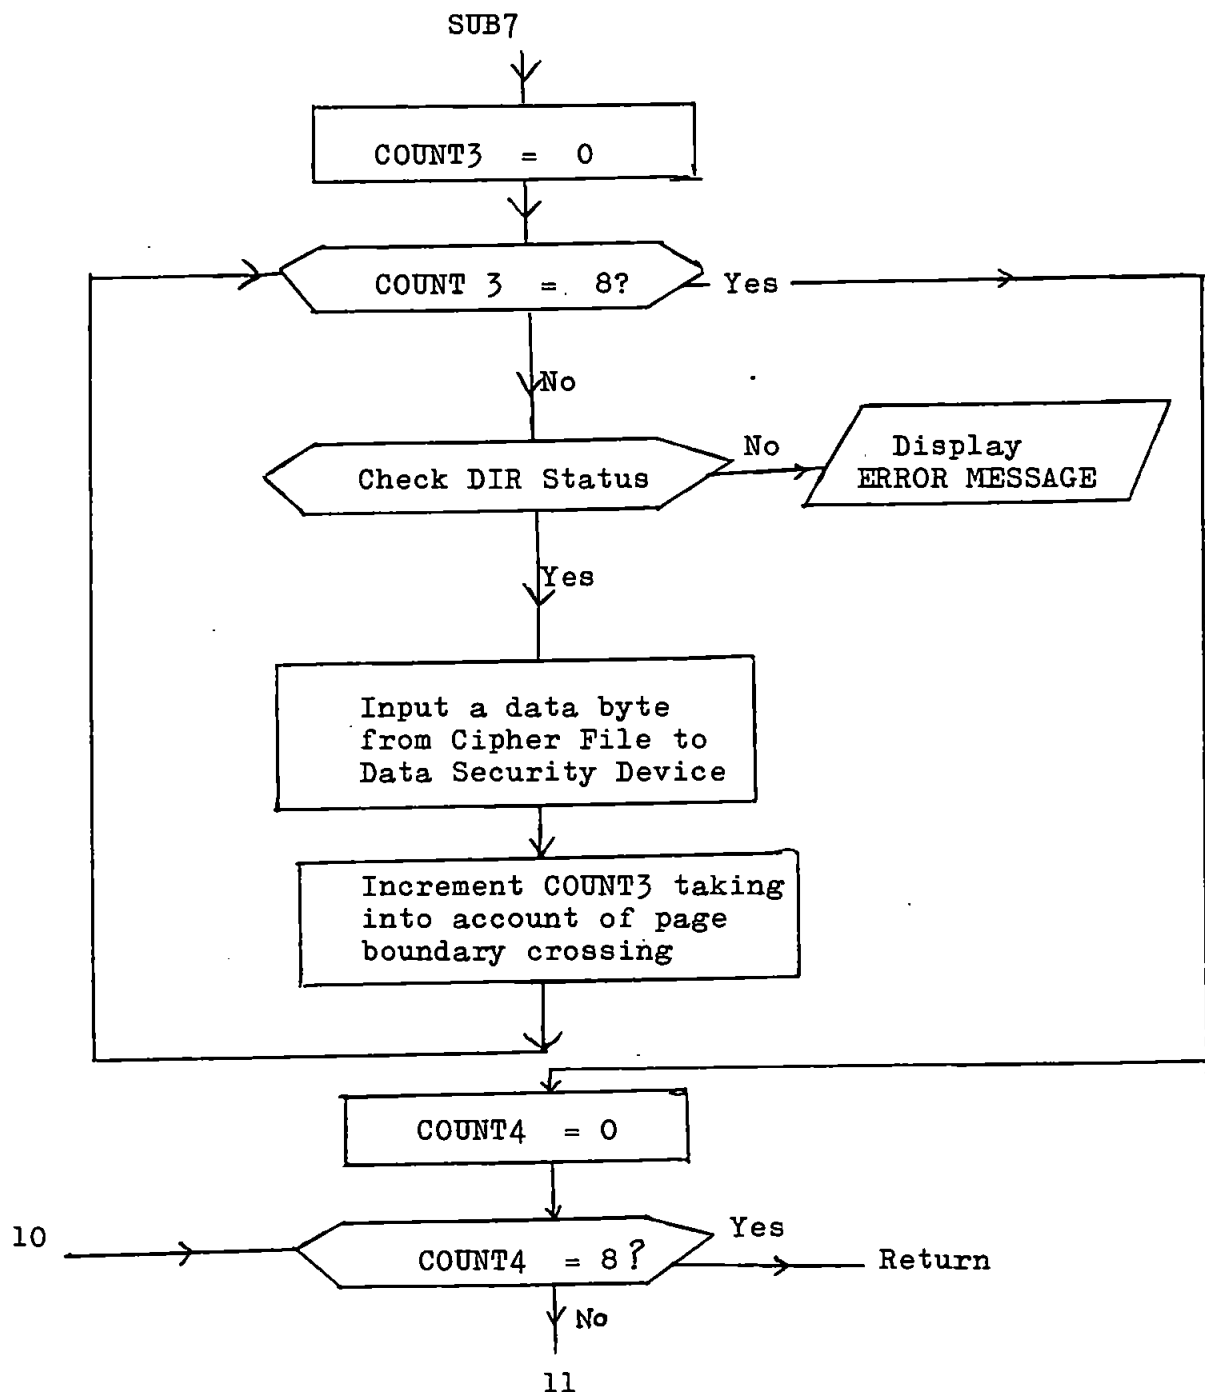 SUB7
COUNT3 = 0
COUNT 3 = 8?
Yes
No
Check DIR Status
No
Display
ERROR MESSAGE
Yes
Input a data byte
from Cipher File to
Data Security Device
Increment COUNT3 taking
into account of page
boundary crossing
COUNT4 = 0
10
COUNT4 = 8?
Yes
Return
No
11